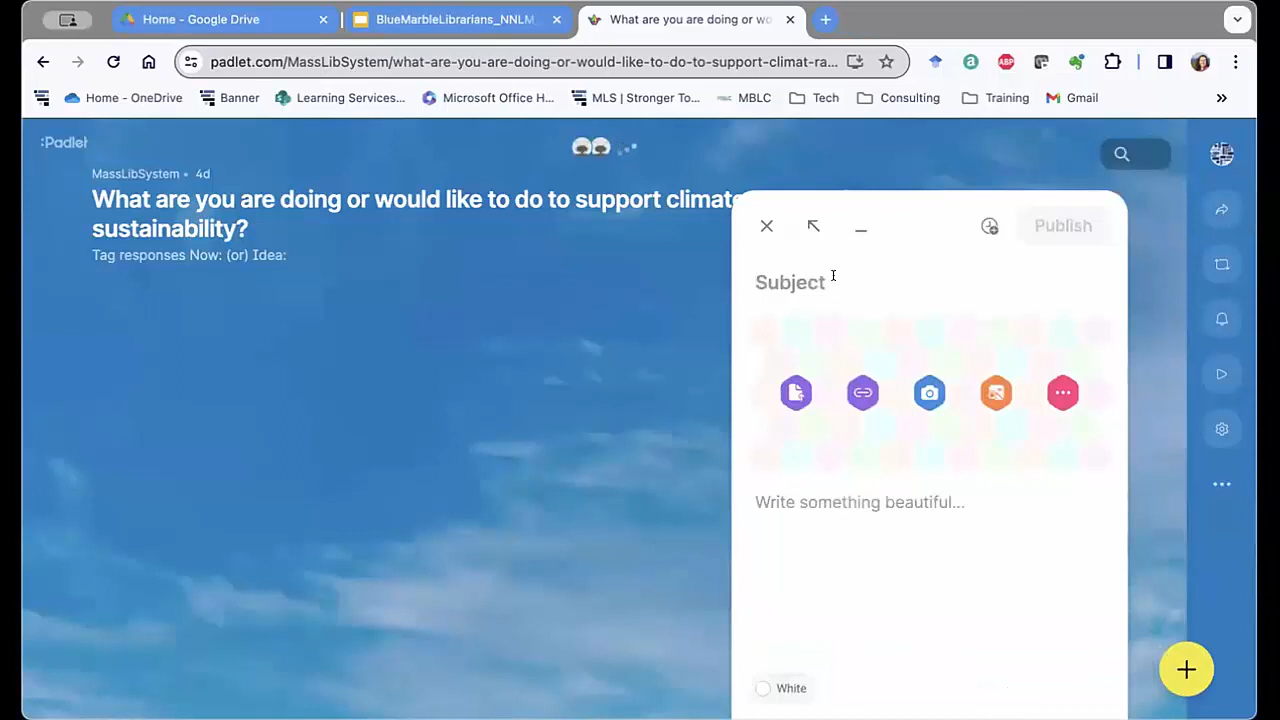 Home - Google Drive
BlueMarbleLibrarians_NNLM
What are you are doing or wo
padlet.com/MassLibSystem/what-are-you-are-doing-or-would-like-to-do-to-support-climat-ra...
ABP
Home - OneDrive
Banner
Learning Services...
Microsoft Office H...
MLS | Stronger To...
MBLC
Tech
Consulting
Training
Gmail
:Padlet
MassLibSystem • 4d
What are you are doing or would like to do to support climate
sustainability?
Tag responses Now: (or) Idea:
Publish
Subject
Write something beautiful...
White